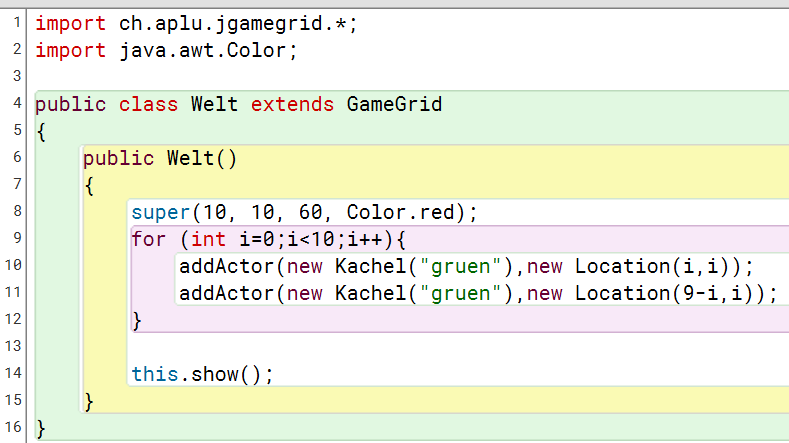 1 import ch.aplu.jgamegrid.*;
2 import java.awt.Color;
3
4 public class Welt extends GameGrid
5 {
6     public Welt()
7     {
8         super(10, 10, 60, Color.red);
9         for (int i=0;i<10;i++){
10             addActor(new Kachel("gruen"),new Location(i,i));
11             addActor(new Kachel("gruen"),new Location(9-i,i));
12         }
13
14         this.show();
15     }
16 }